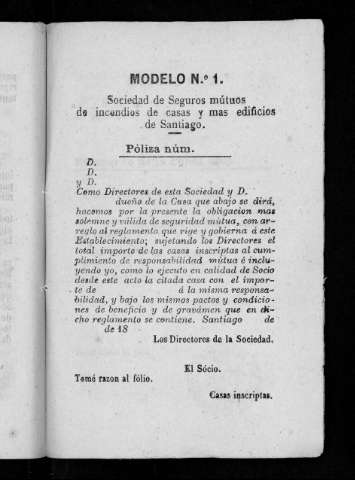 MODELO N.º 1.
Sociedad de Seguros mútuos
de incendios de casas y mas edificios
de Santiago.
Póliza núm.
D.
D.
y D.
Como Directores de esta Sociedad y D.
dueño de la Casa que abajo se dirá,
hacemos por la presente la obligacion mas
solemne y válida de seguridad mútua, con ar-
reglo al reglamento que rige y gobierna á este
Establecimiento; sujetando los Directores el
total importe de las casas inscriptas al cum-
plimiento de responsabilidad mútua é inclu-
yendo yo, como lo ejecuto en calidad de Socio
desde este acto la citada casa con el impor-
te de á la misma responsa-
bilidad, y bajo los mismos pactos y condicio-
nes de beneficio y de gravámen que en di-
cho reglamento se contiene. Santiago de
de 18
Los Directores de la Sociedad.
El Sócio.
Tomé razon al fólio.
Casas inscriptas.